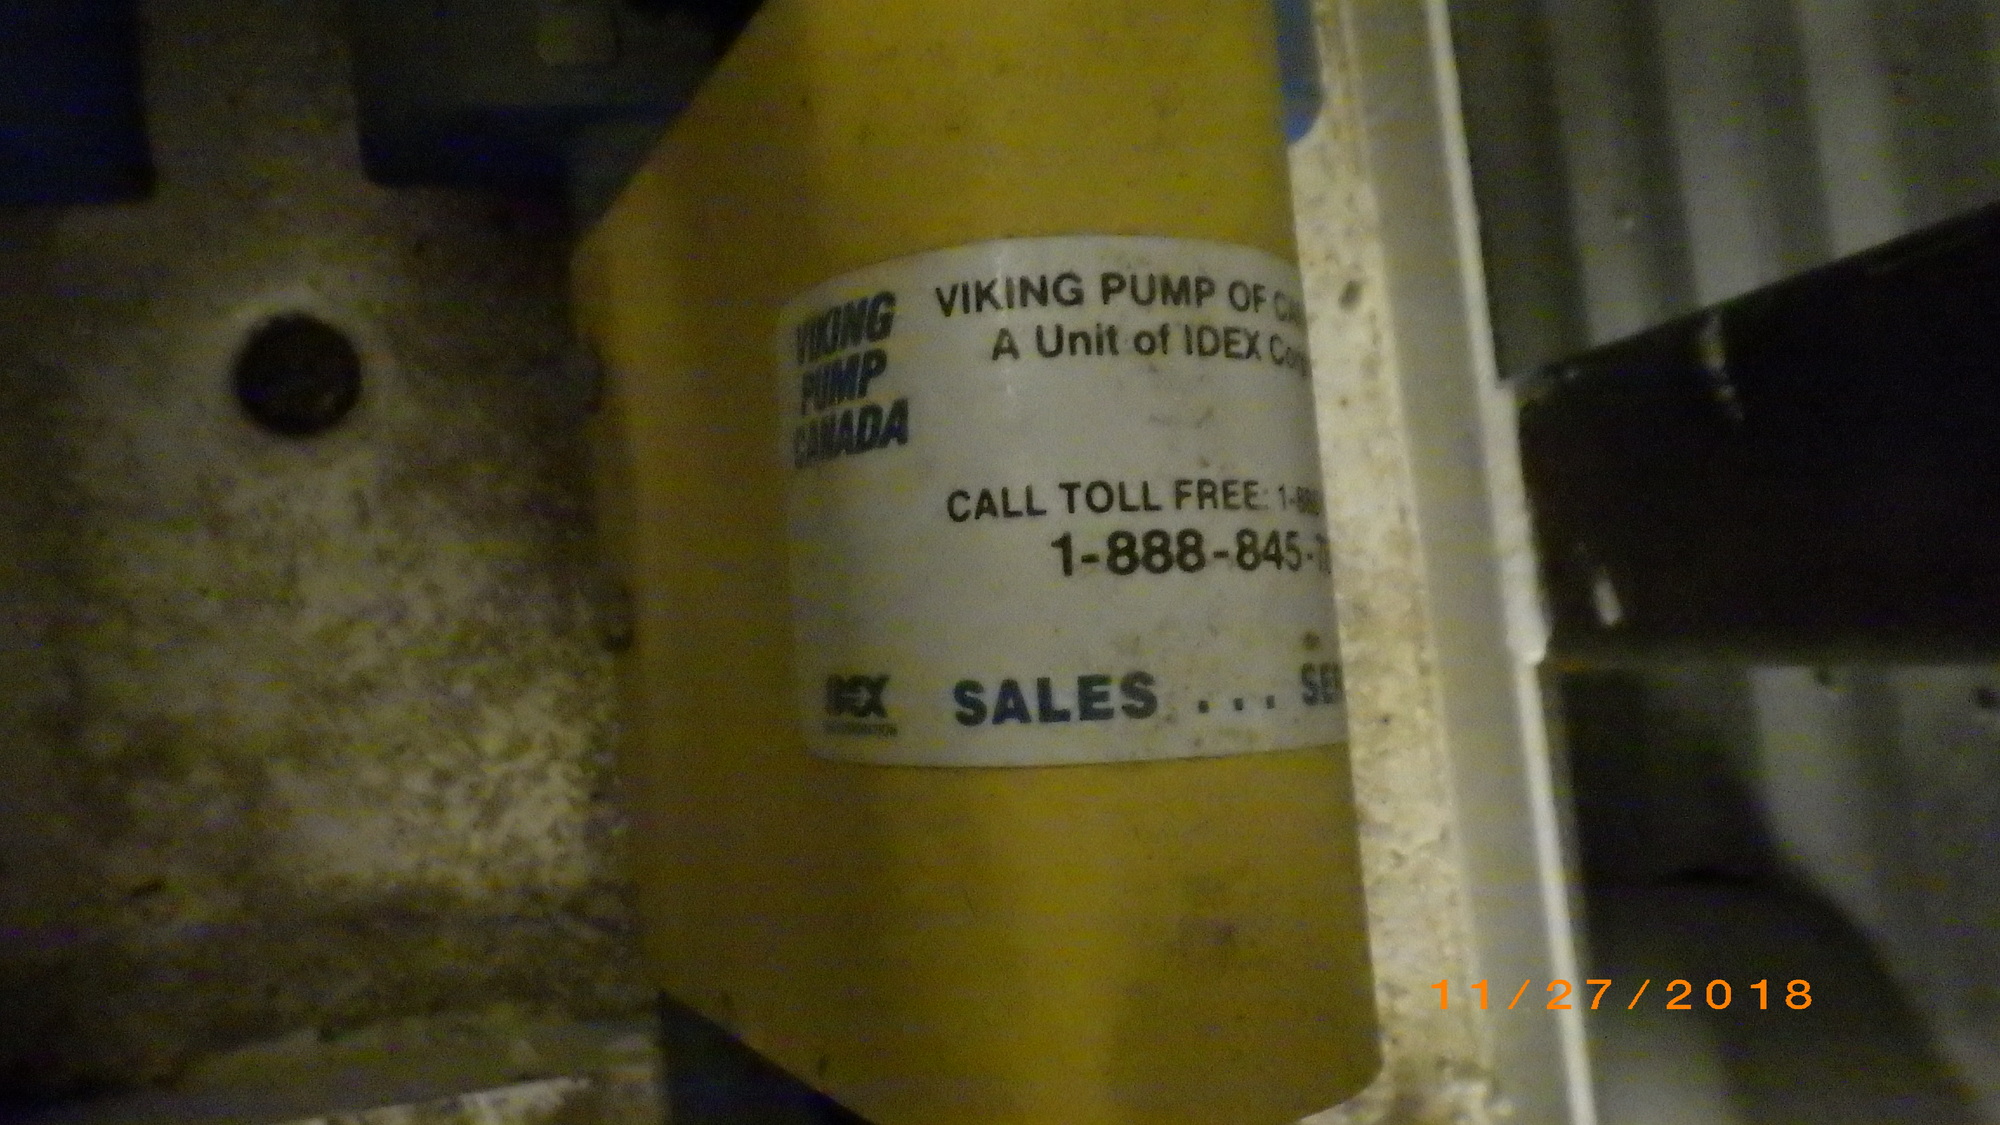 VIKING
PUMP
CANADA
VIKING PUMP OF
A Unit of IDEX
CALL TOLL FREE:
1-888-845-
IDEX
SALES . . .
11/27/2018